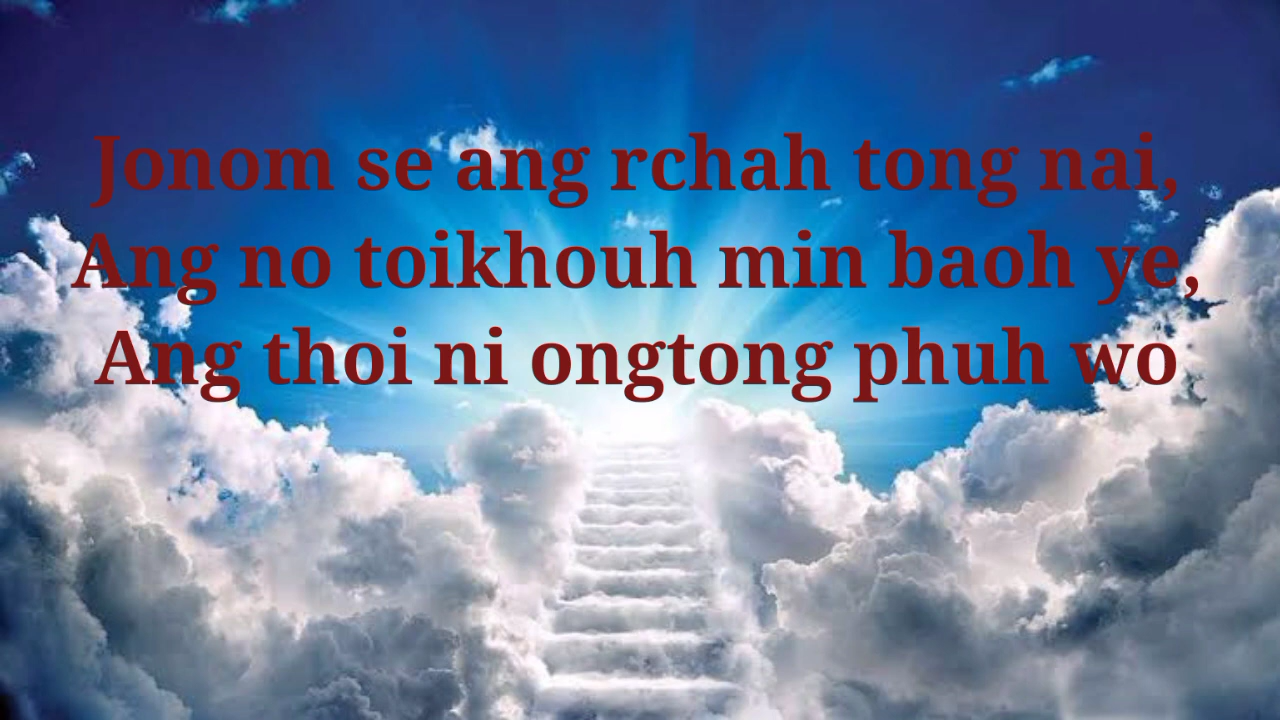 Jonom se ang rchah tong nai,
Ang no toikhouh min baoh ye,
Ang thoi ni ongtong phuh wo